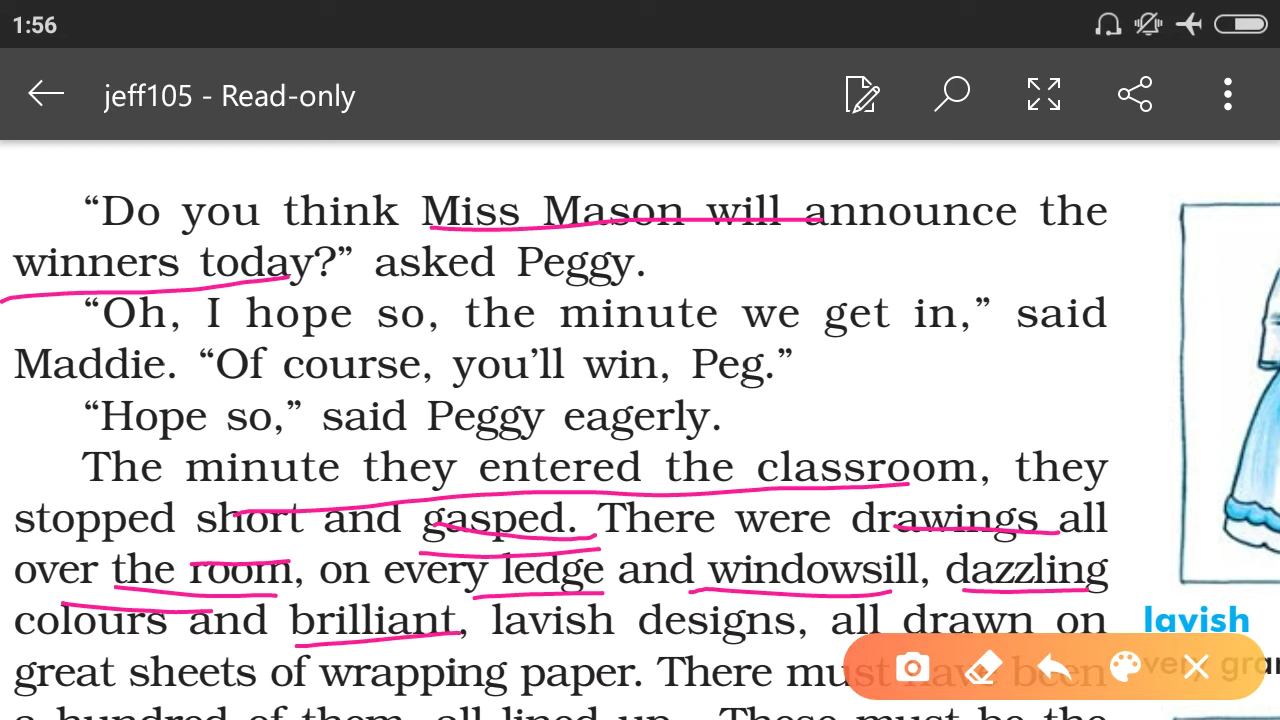 1:56
jeff105 - Read-only
“Do you think Miss Mason will announce the
winners today?” asked Peggy.
“Oh, I hope so, the minute we get in,” said
Maddie. “Of course, you’ll win, Peg.”
“Hope so,” said Peggy eagerly.
The minute they entered the classroom, they
stopped short and gasped. There were drawings all
over the room, on every ledge and windowsill, dazzling
colours and brilliant, lavish designs, all drawn on
great sheets of wrapping paper. There must have been
a hundred of them, all lined up. These must be the
lavish
very